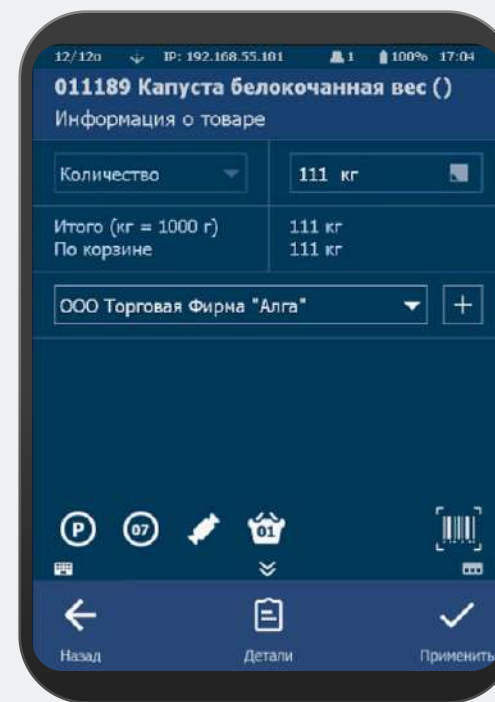 12/12α IP: 192.168.55.101 1 100% 17:04
011189 Капуста белокочанная вес ()
Информация о товаре
Количество 111 кг
Итого (кг = 1000 г) 111 кг
По корзине 111 кг
ООО Торговая Фирма "Алга" +
P 07 01
Назад Детали Применить